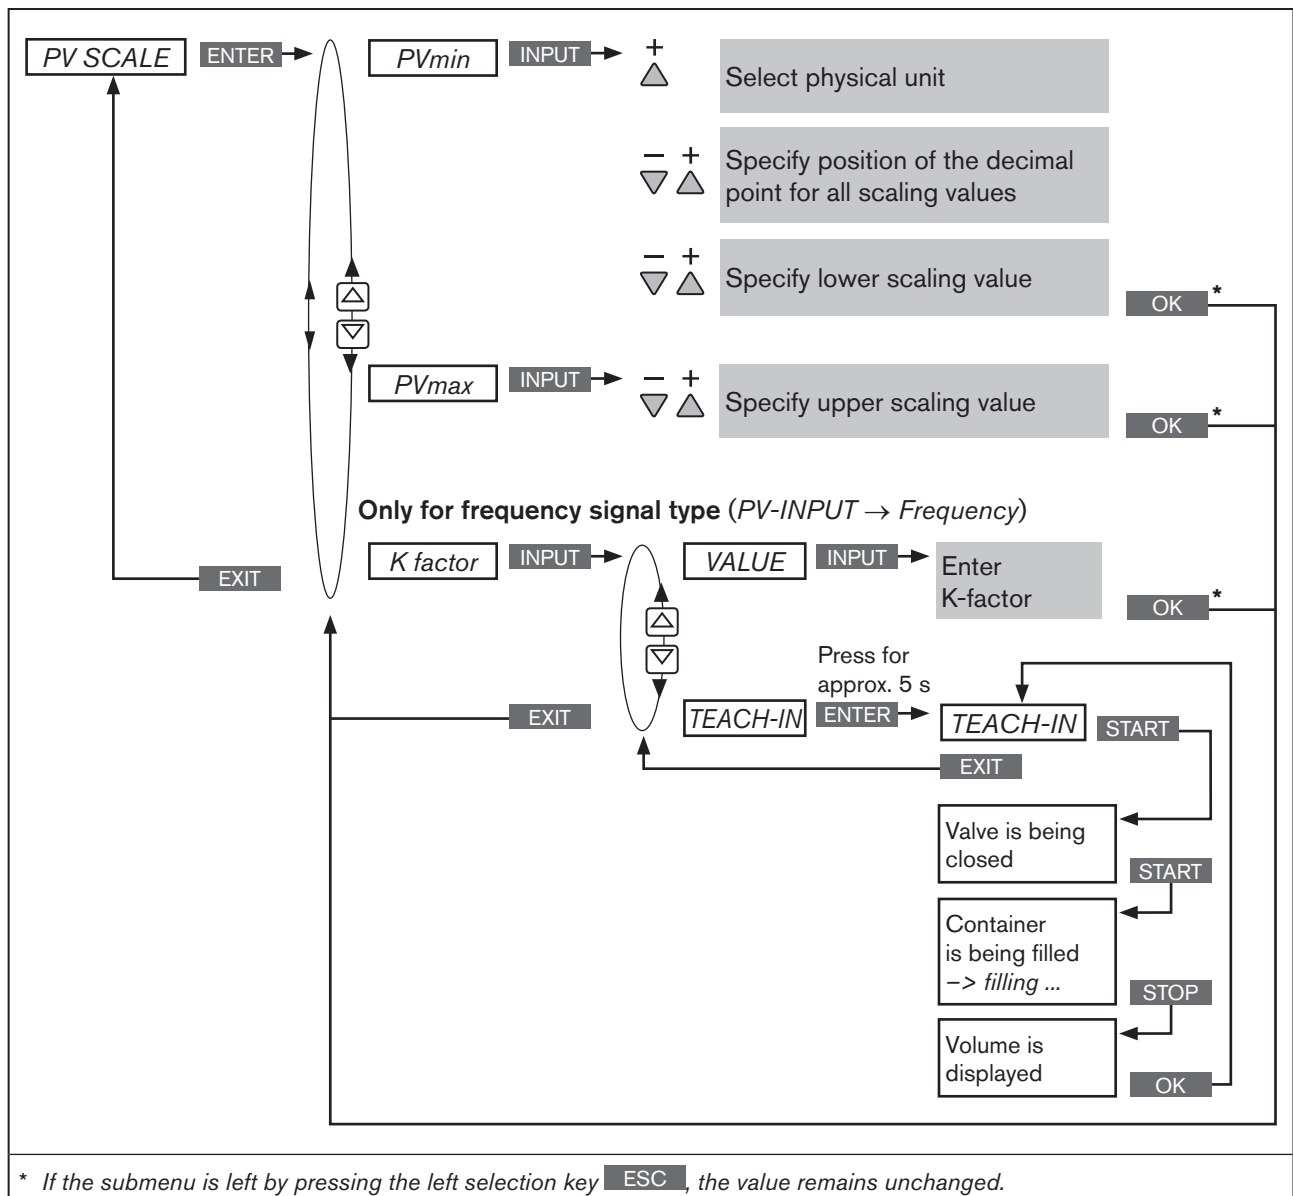 PV SCALE ENTER PVmin INPUT +
Select physical unit
– +
Specify position of the decimal
point for all scaling values
– +
Specify lower scaling value
OK *
PVmax INPUT – +
Specify upper scaling value
OK *
Only for frequency signal type (PV-INPUT → Frequency)
K factor INPUT VALUE INPUT Enter
K-factor
EXIT
OK *
Press for
approx. 5 s
EXIT TEACH-IN ENTER TEACH-IN START
EXIT
Valve is being
closed
START
Container
is being filled
–> filling ...
STOP
Volume is
displayed
OK
* If the submenu is left by pressing the left selection key ESC , the value remains unchanged.